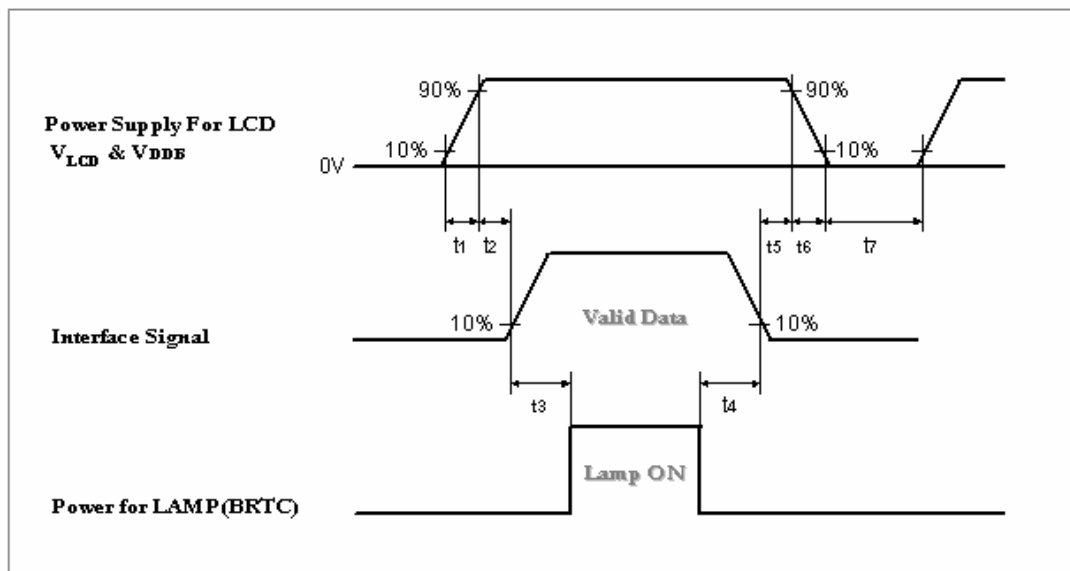 90%
90%
Power Supply For LCD
V_LCD & VDDB
10%
10%
0V
t1
t2
t5
t6
t7
Valid Data
10%
10%
Interface Signal
t3
t4
Lamp ON
Power for LAMP(BRTC)